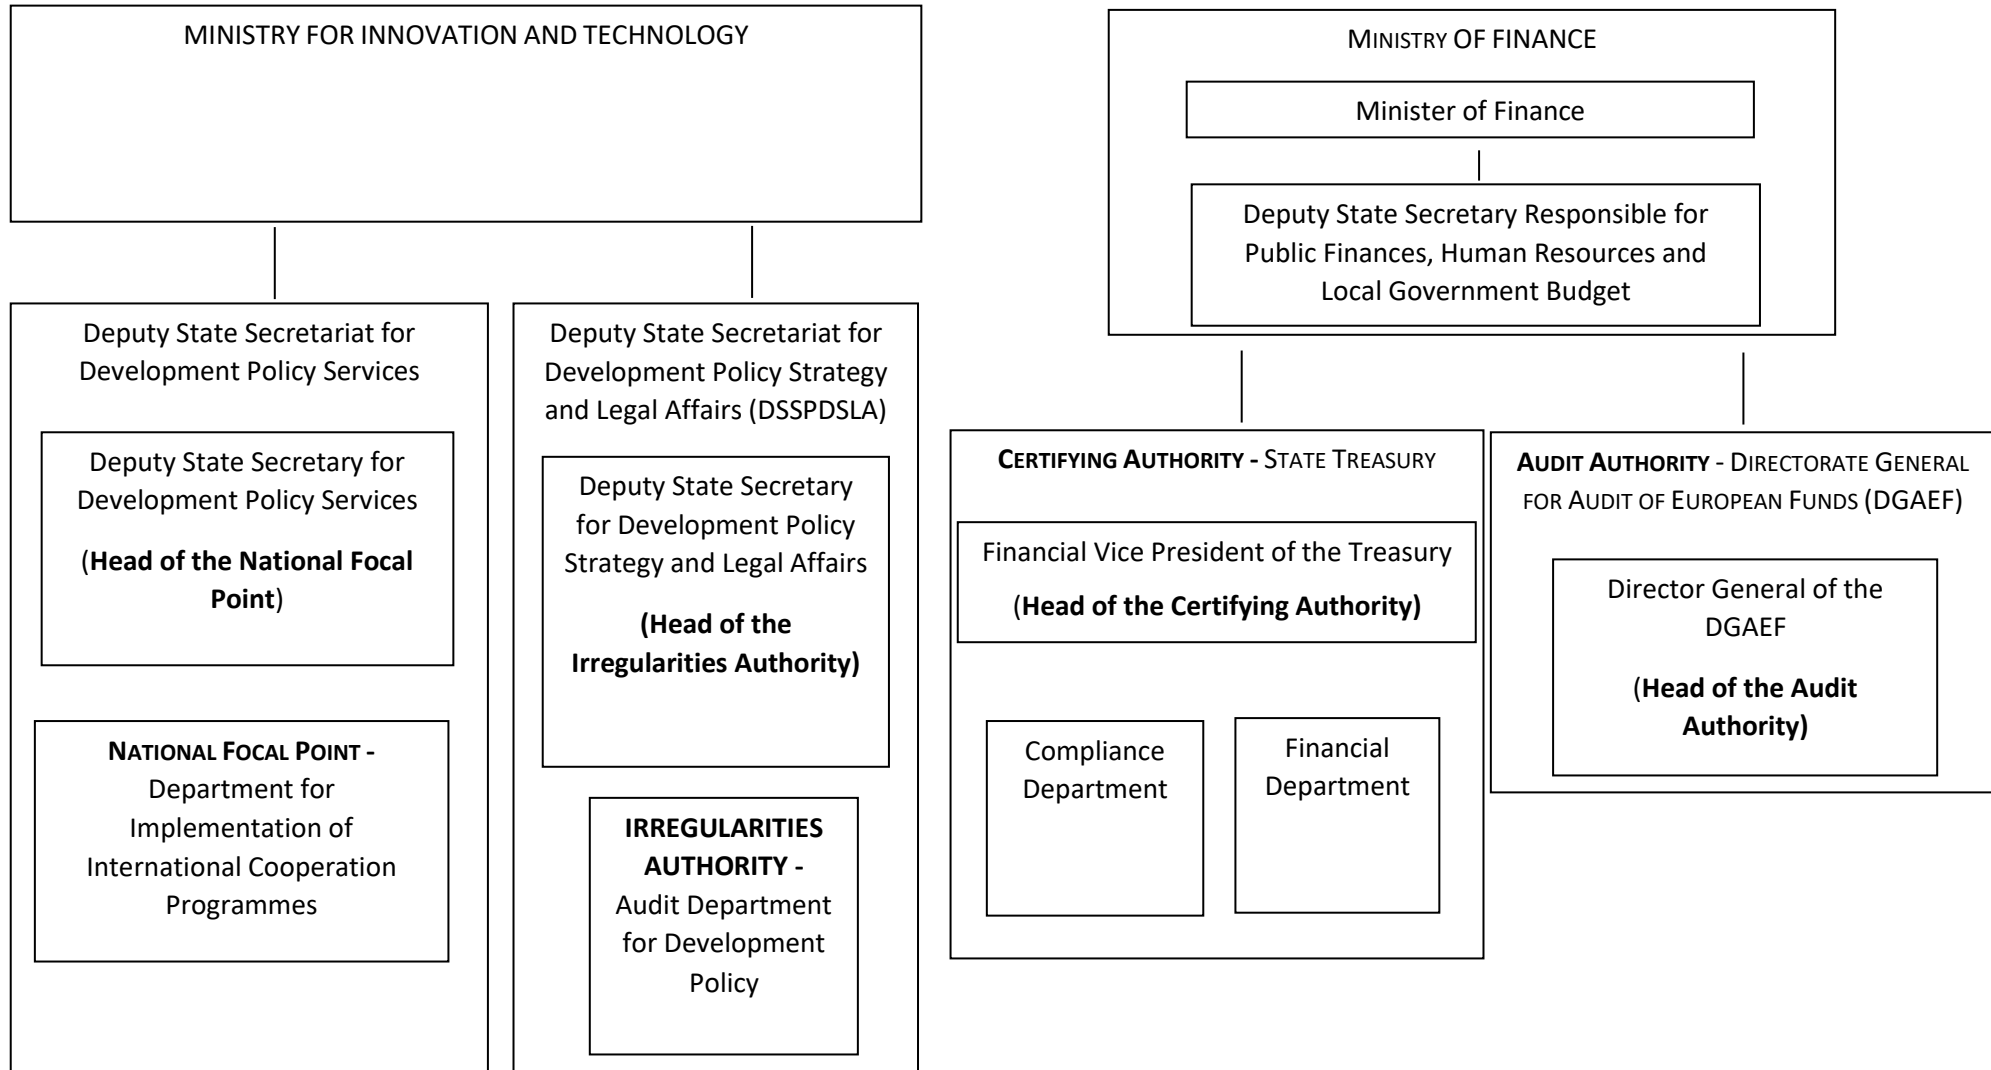 MINISTRY FOR INNOVATION AND TECHNOLOGY
Deputy State Secretariat for
Development Policy Services
Deputy State Secretary for
Development Policy Services
(Head of the National Focal
Point)
NATIONAL FOCAL POINT -
Department for
Implementation of
International Cooperation
Programmes
Deputy State Secretariat for
Development Policy Strategy
and Legal Affairs (DSSPDSLA)
Deputy State Secretary
for Development Policy
Strategy and Legal Affairs
(Head of the
Irregularities Authority)
IRREGULARITIES
AUTHORITY -
Audit Department
for Development
Policy
MINISTRY OF FINANCE
Minister of Finance
Deputy State Secretary Responsible for
Public Finances, Human Resources and
Local Government Budget
CERTIFYING AUTHORITY - STATE TREASURY
Financial Vice President of the Treasury
(Head of the Certifying Authority)
Compliance
Department
Financial
Department
AUDIT AUTHORITY - DIRECTORATE GENERAL
FOR AUDIT OF EUROPEAN FUNDS (DGAEF)
Director General of the
DGAEF
(Head of the Audit
Authority)